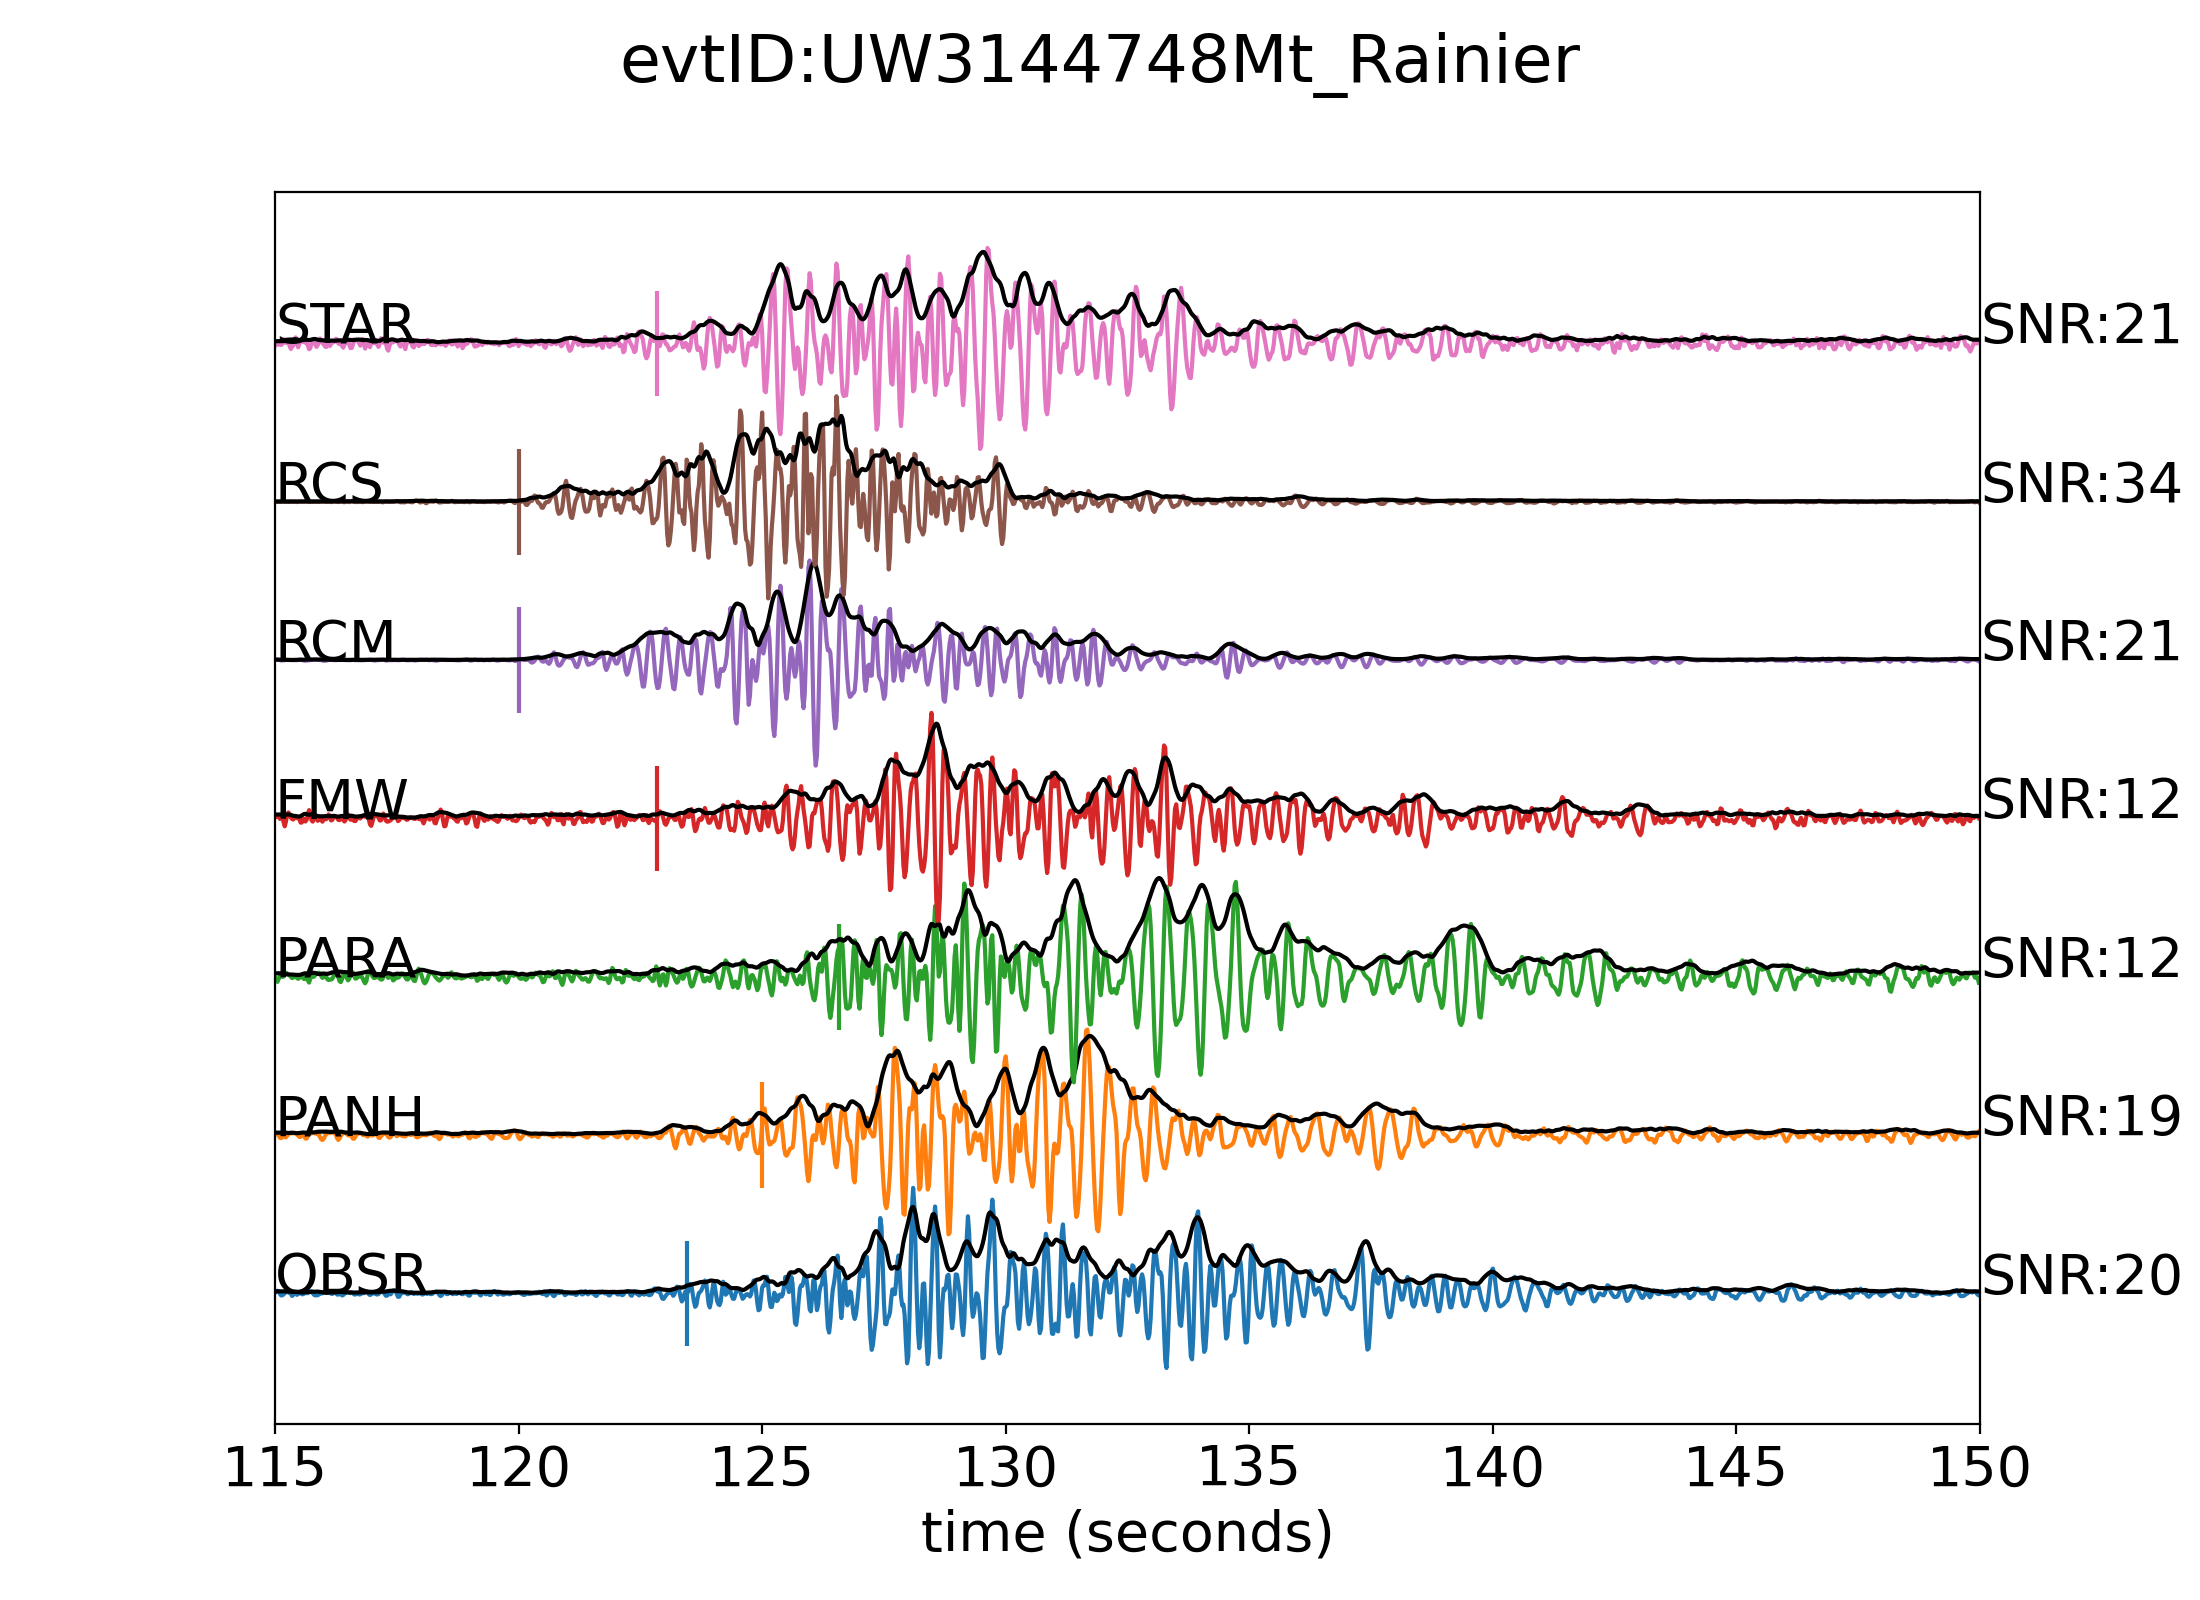 evtID:UW3144748Mt_Rainier
STAR SNR:21
RCS SNR:34
RCM SNR:21
FMW SNR:12
PARA SNR:12
PANH SNR:19
OBSR SNR:20
115 120 125 130 135 140 145 150
time (seconds)